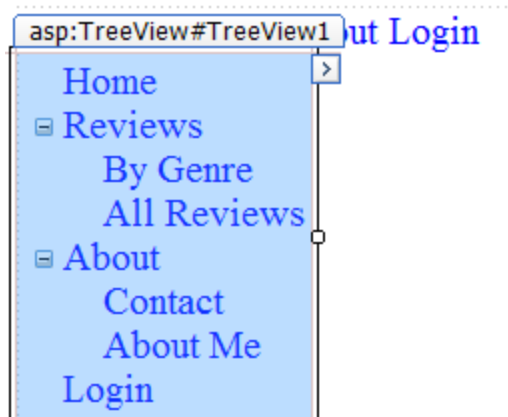 asp:TreeView#TreeView1
ut Login
Home
Reviews
By Genre
All Reviews
About
Contact
About Me
Login